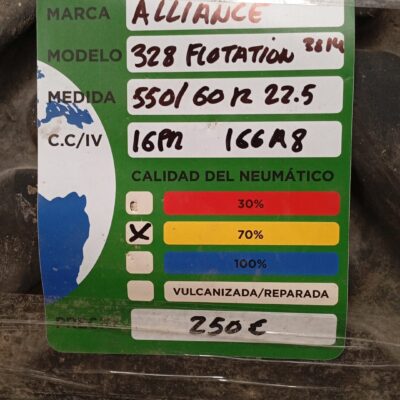 MARCA ALLIANCE
MODELO 328 FLOTATION
MEDIDA 550/60 R 22.5
C.C/IV 16PR 166A8
CALIDAD DEL NEUMÁTICO
30%
X 70%
100%
VULCANIZADA/REPARADA
250€